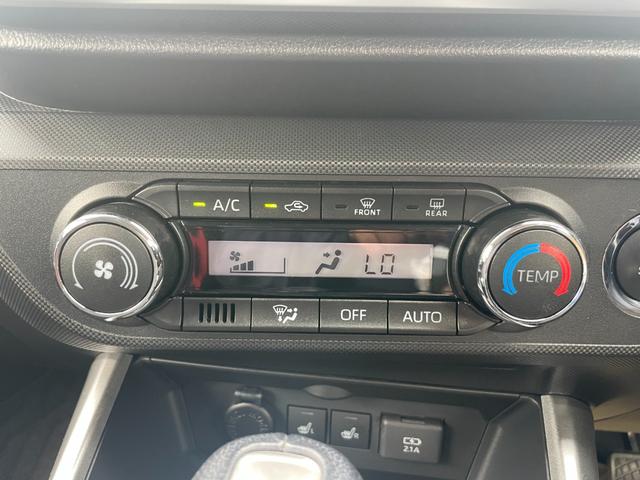 A/C
FRONT
REAR
LO
TEMP
OFF
AUTO
L
R
2.1A